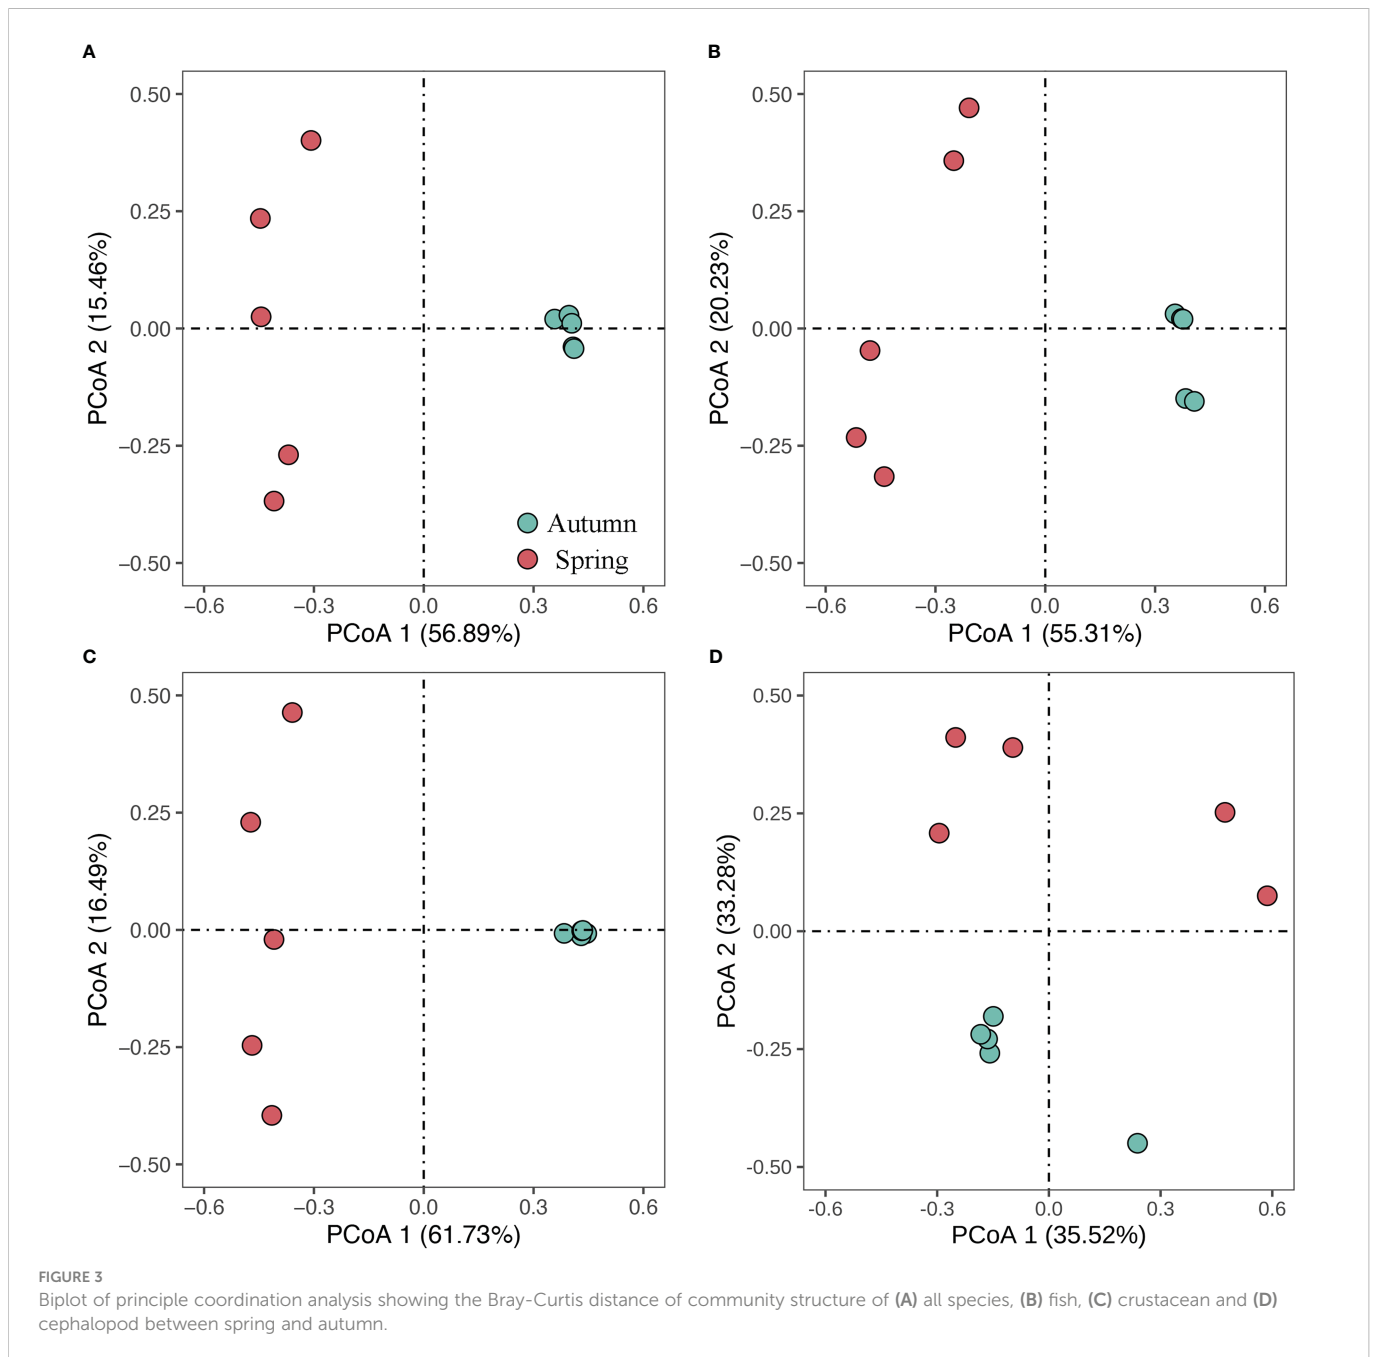 A
B
0.50
0.25
0.00
−0.25
−0.50
PCoA 2 (15.46%)
Autumn
Spring
−0.6
−0.3
0.0
0.3
0.6
PCoA 1 (56.89%)
0.50
0.25
0.00
−0.25
−0.50
PCoA 2 (20.23%)
−0.6
−0.3
0.0
0.3
0.6
PCoA 1 (55.31%)
C
D
0.50
0.25
0.00
−0.25
−0.50
PCoA 2 (16.49%)
−0.6
−0.3
0.0
0.3
0.6
PCoA 1 (61.73%)
0.50
0.25
0.00
-0.25
-0.50
PCoA 2 (33.28%)
-0.6
-0.3
0.0
0.3
0.6
PCoA 1 (35.52%)
FIGURE 3
Biplot of principle coordination analysis showing the Bray-Curtis distance of community structure of (A) all species, (B) fish, (C) crustacean and (D)
cephalopod between spring and autumn.